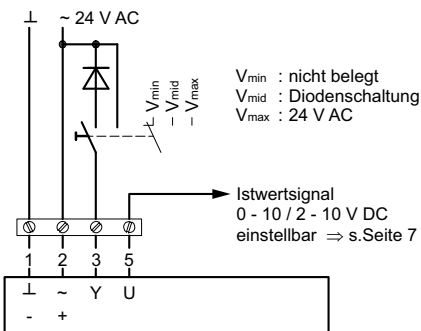 ⊥ ~ 24 V AC
Vmin
Vmid
Vmax
Vmin : nicht belegt
Vmid : Diodenschaltung
Vmax : 24 V AC
Istwertsignal
0 - 10 / 2 - 10 V DC
einstellbar ⇒ s.Seite 7
1 2 3 5
⊥ ~ Y U
- +